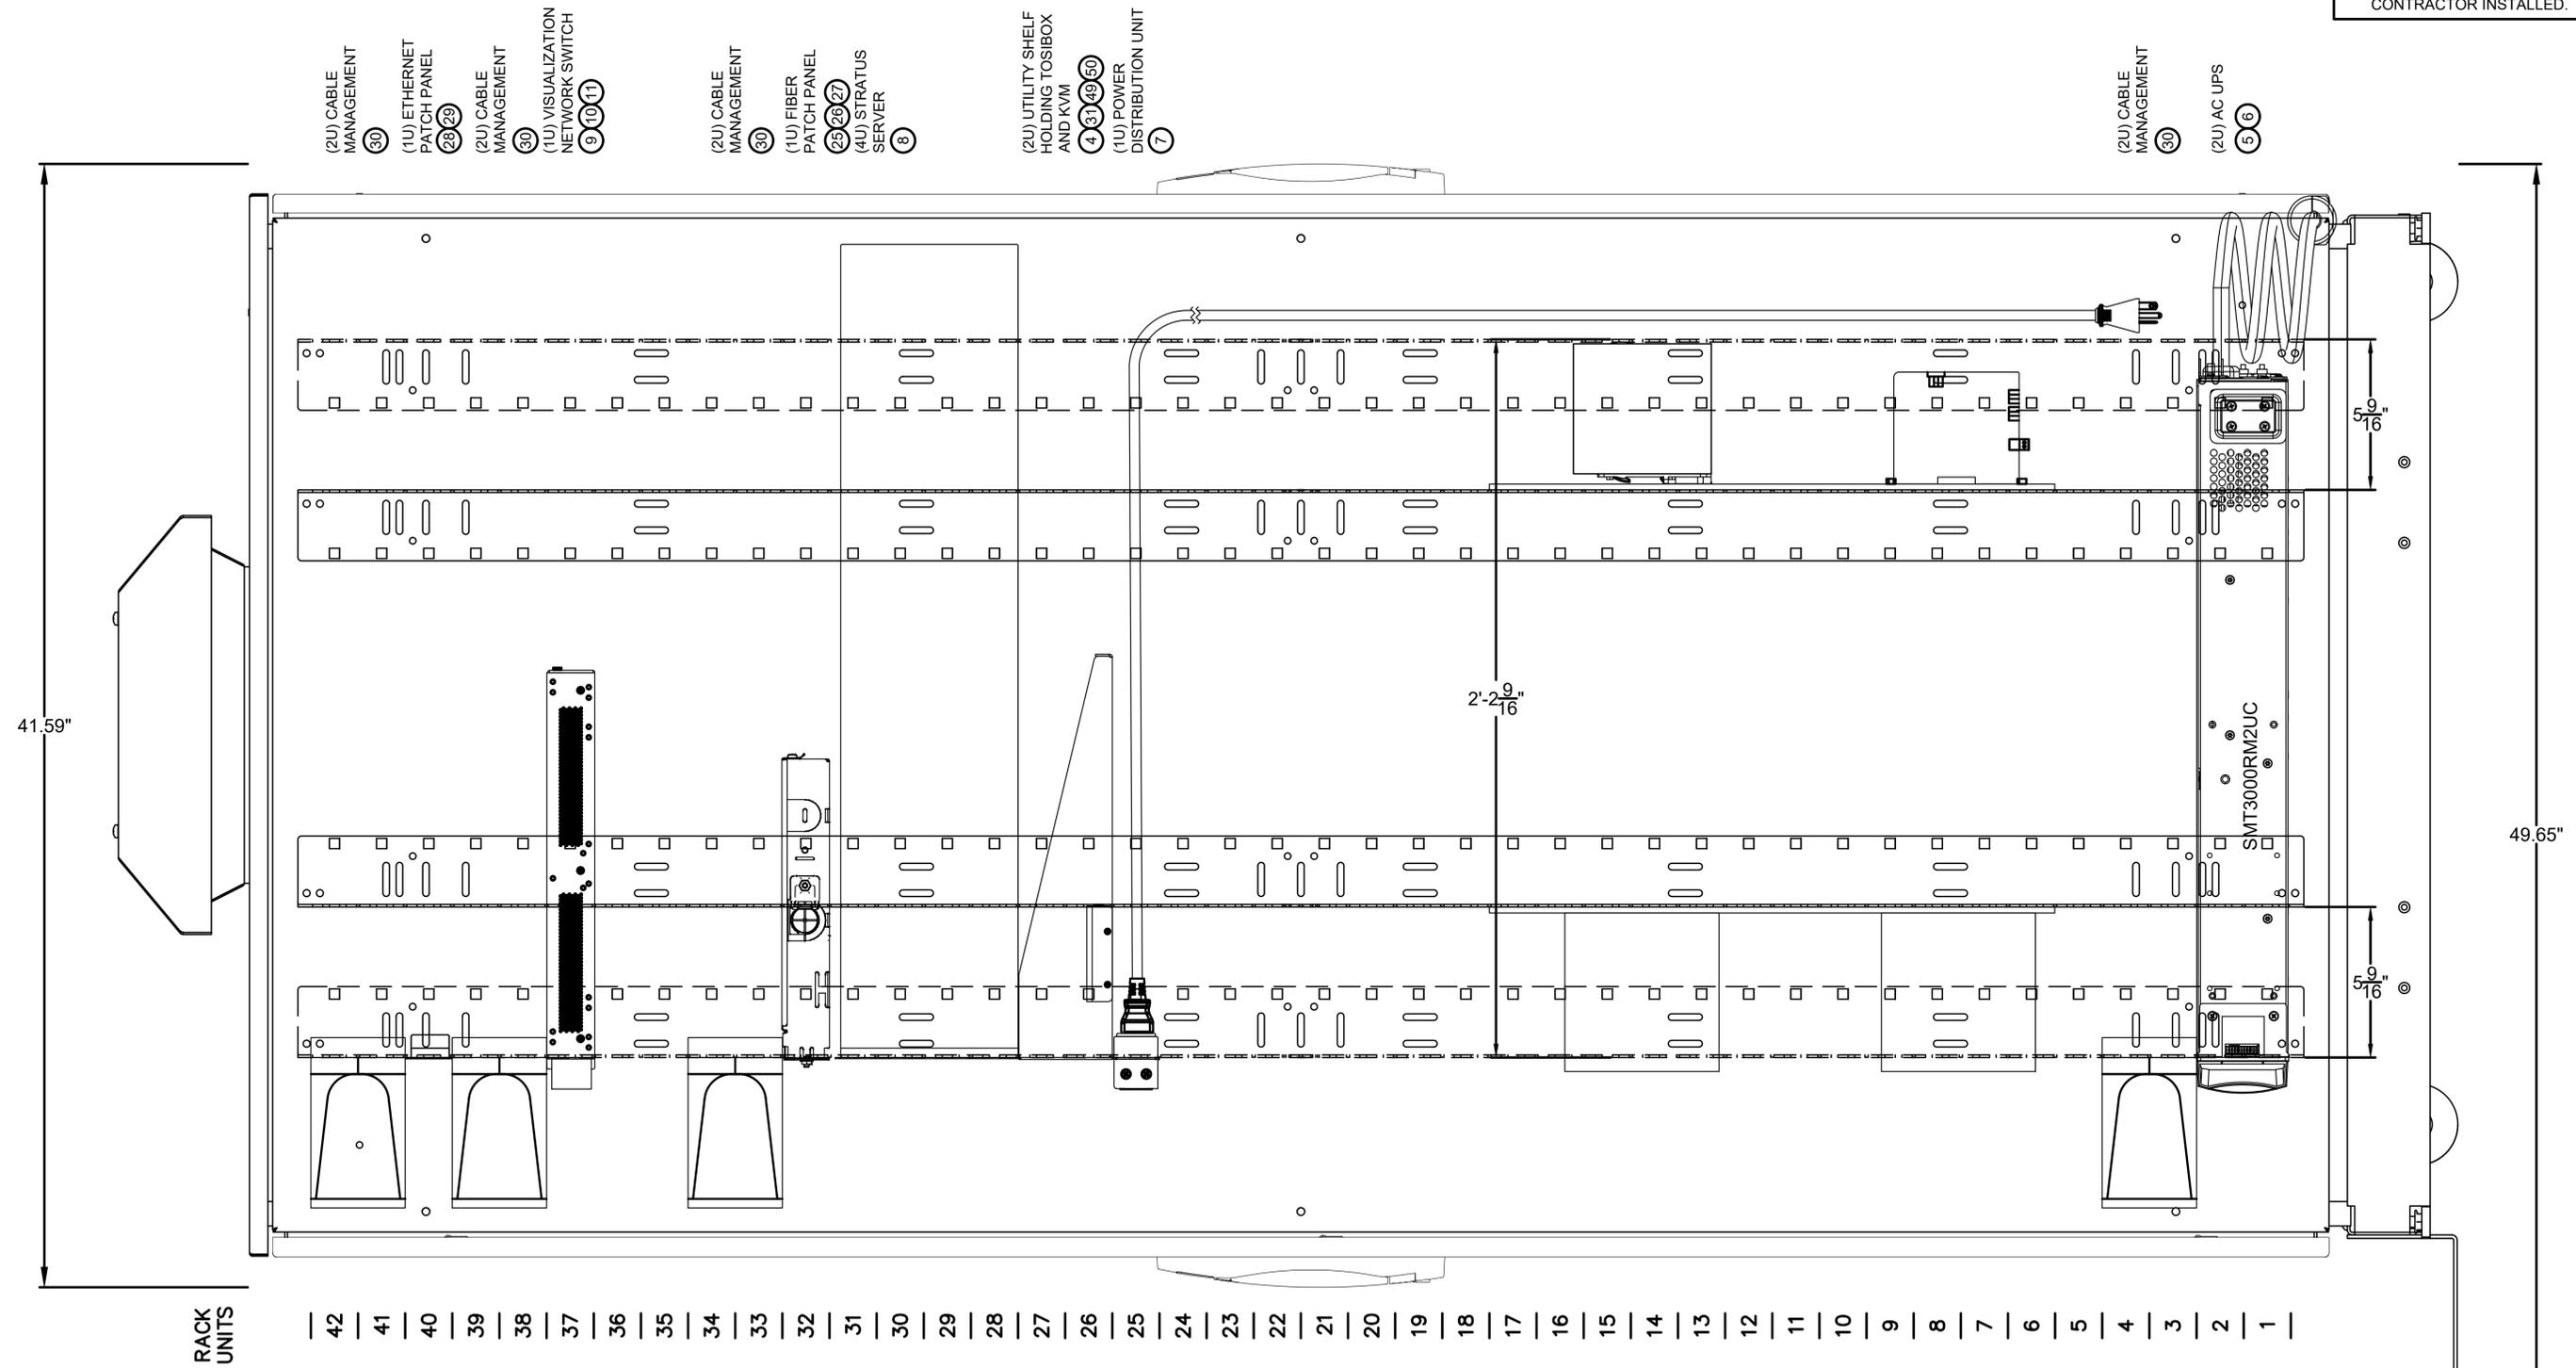 CONTRACTOR INSTALLED.
(2U) CABLE
MANAGEMENT
30
(1U) ETHERNET
PATCH PANEL
28 29
(2U) CABLE
MANAGEMENT
30
(1U) VISUALIZATION
NETWORK SWITCH
9 10 11
(2U) CABLE
MANAGEMENT
30
(1U) FIBER
PATCH PANEL
25 26 27
(4U) STRATUS
SERVER
8
(2U) UTILITY SHELF
HOLDING TOSIBOX
AND KVM
4 31 49 50
(1U) POWER
DISTRIBUTION UNIT
7
(2U) CABLE
MANAGEMENT
30
(2U) AC UPS
5 6
41.59"
2'-2 9/16"
5 9/16"
SMT3000RM2UC
49.65"
5 9/16"
RACK
UNITS
42
41
40
39
38
37
36
35
34
33
32
31
30
29
28
27
26
25
24
23
22
21
20
19
18
17
16
15
14
13
12
11
10
9
8
7
6
5
4
3
2
1